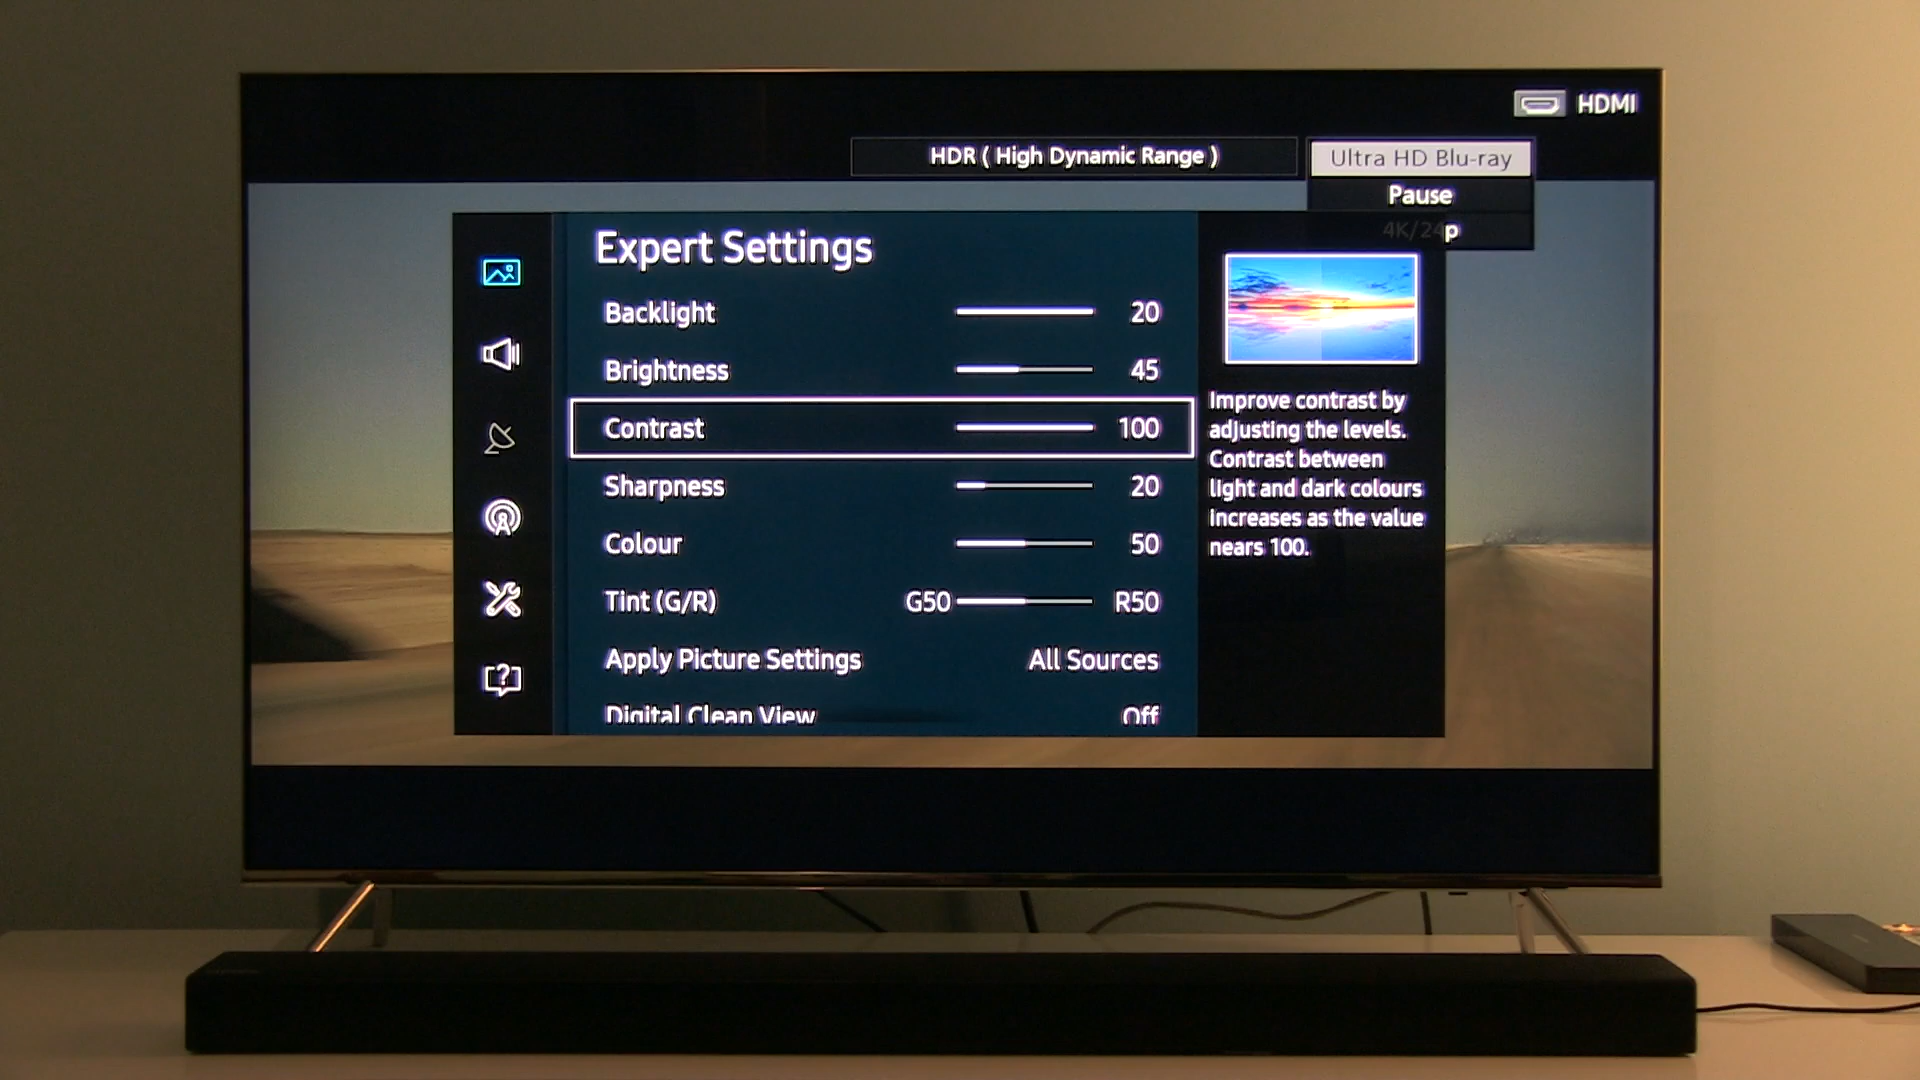 HDMI
HDR ( High Dynamic Range )
Ultra HD Blu-ray
Pause
4K/24p
Expert Settings
Backlight 20
Brightness 45
Contrast 100
Sharpness 20
Colour 50
Tint (G/R) G50 R50
Apply Picture Settings All Sources
Digital Clean View Off
Improve contrast by
adjusting the levels.
Contrast between
light and dark colours
increases as the value
nears 100.